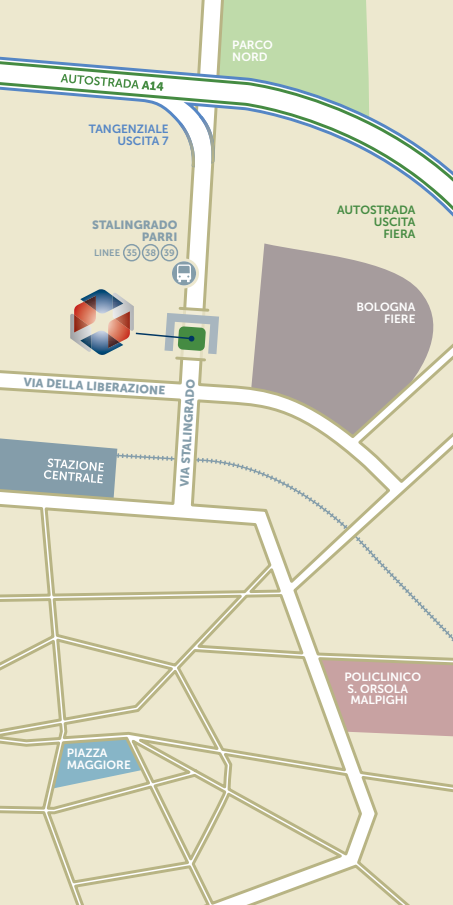 PARCO
NORD
AUTOSTRADA A14
TANGENZIALE
USCITA 7
AUTOSTRADA
USCITA
FIERA
STALINGRADO
PARRI
LINEE 35 38 39
BOLOGNA
FIERE
VIA DELLA LIBERAZIONE
VIA STALINGRADO
STAZIONE
CENTRALE
POLICLINICO
S. ORSOLA
MALPIGHI
PIAZZA
MAGGIORE